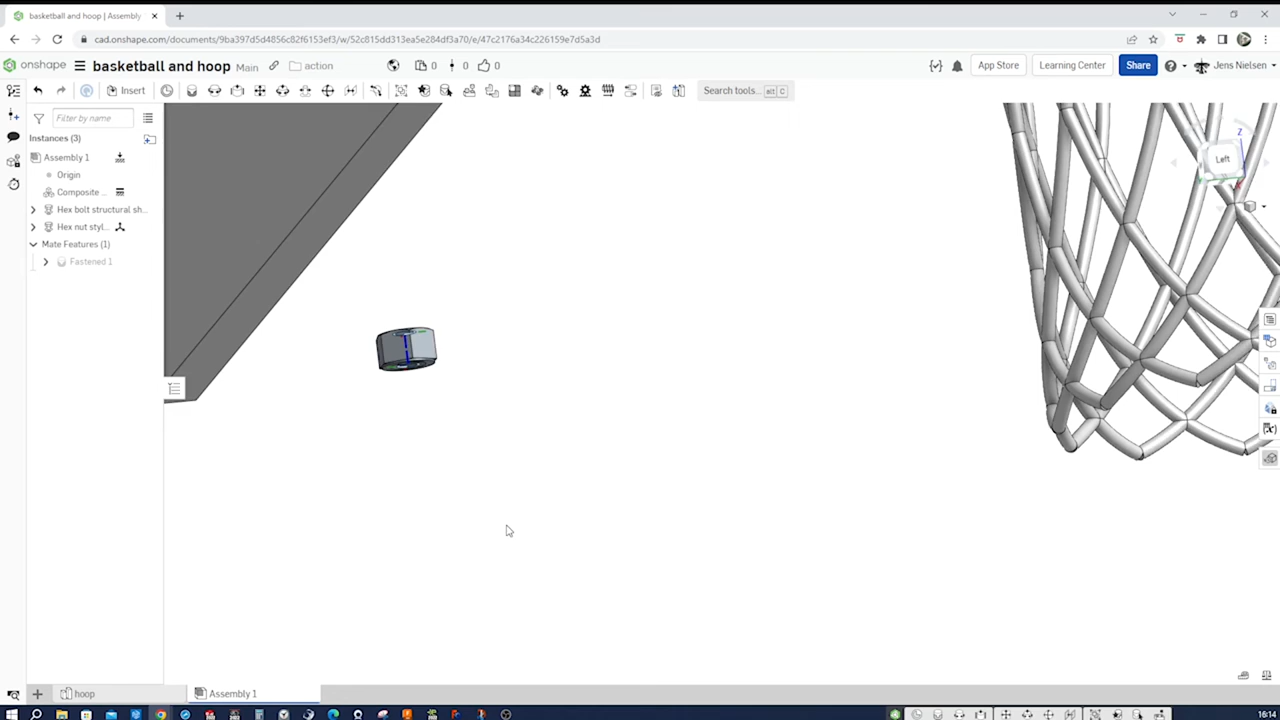 basketball and hoop | Assembly
cad.onshape.com/documents/9ba397d5d4856c82f6153ef3/w/52c815dd313ea5e284df3a70/e/47c2176a34c226159e7d5a3d
onshape
basketball and hoop Main action 0 0 0 App Store Learning Center Share Jens Nielsen
Insert Search tools... alt C
Filter by name
Instances (3)
Assembly 1
Origin
Composite ...
Hex bolt structural sh...
Hex nut styl...
Mate Features (1)
Fastened 1
Z
Left
hoop Assembly 1
16:14